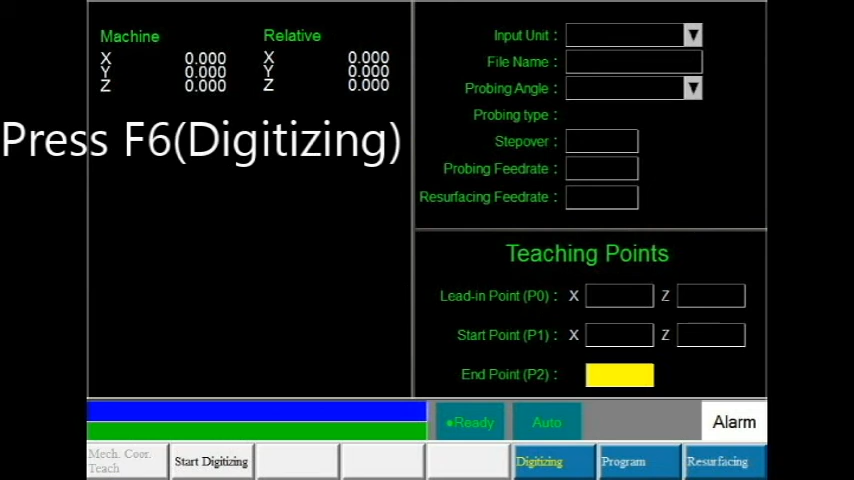 Machine
Relative
X 0.000 X 0.000
Y 0.000 Y 0.000
Z 0.000 Z 0.000
Press F6(Digitizing)
Input Unit :
File Name :
Probing Angle :
Probing type :
Stepover :
Probing Feedrate :
Resurfacing Feedrate :
Teaching Points
Lead-in Point (P0) : X Z
Start Point (P1) : X Z
End Point (P2) :
●Ready
Auto
Alarm
Mech. Coor.
Teach
Start Digitizing
Digitizing
Program
Resurfacing